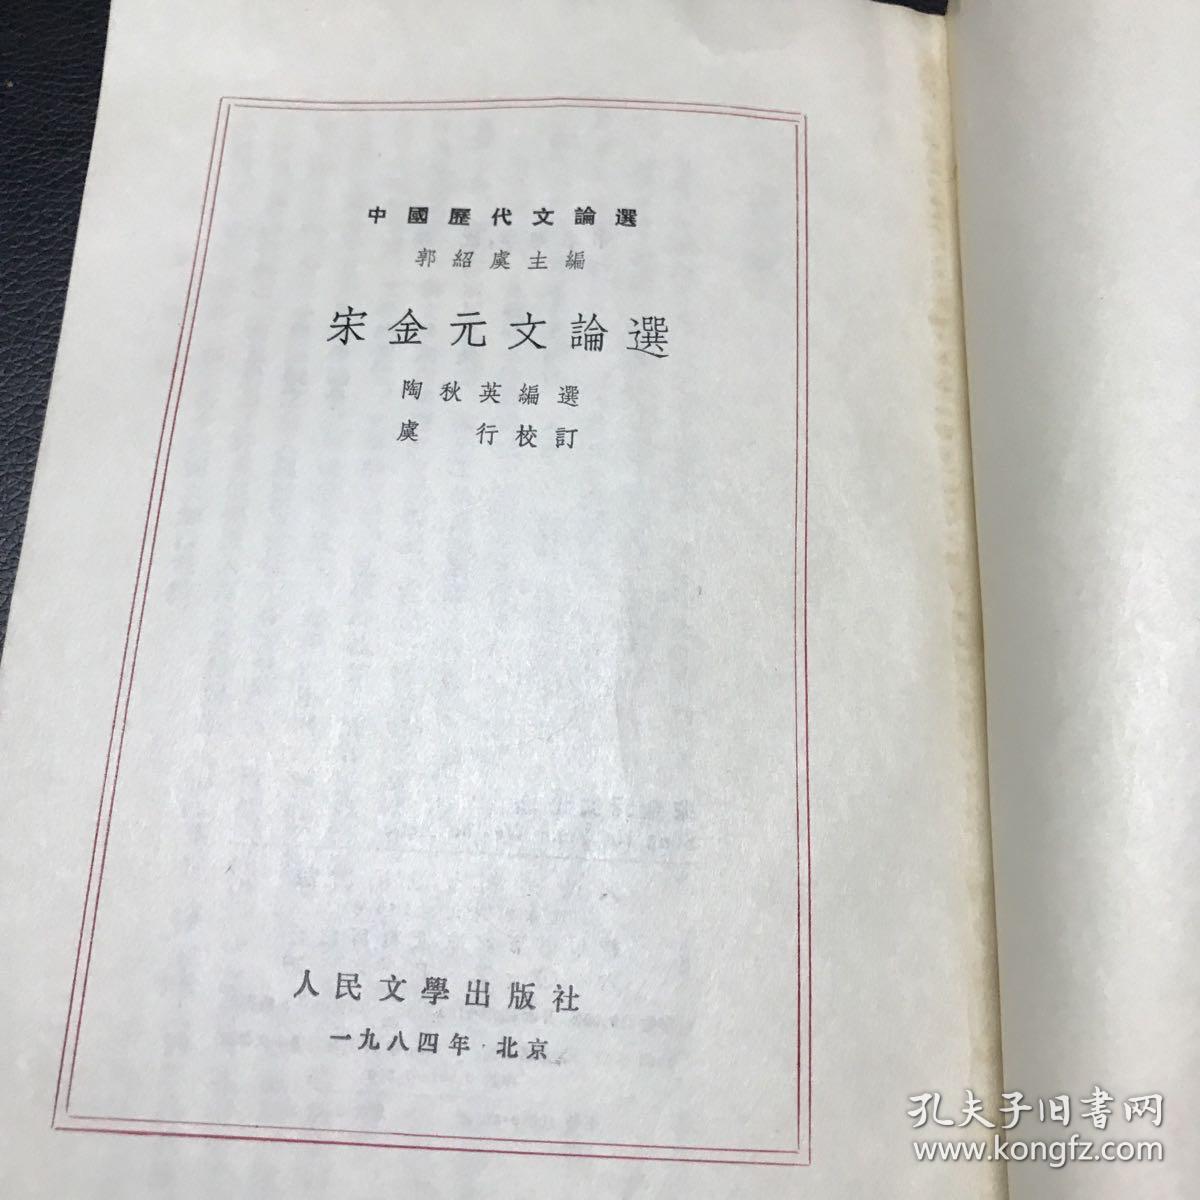 中國歷代文論選
郭紹虞主編
宋金元文論選
陶秋英編選
虞行校訂
人民文學出版社
一九八四年·北京
孔夫子旧書网
www.kongfz.com